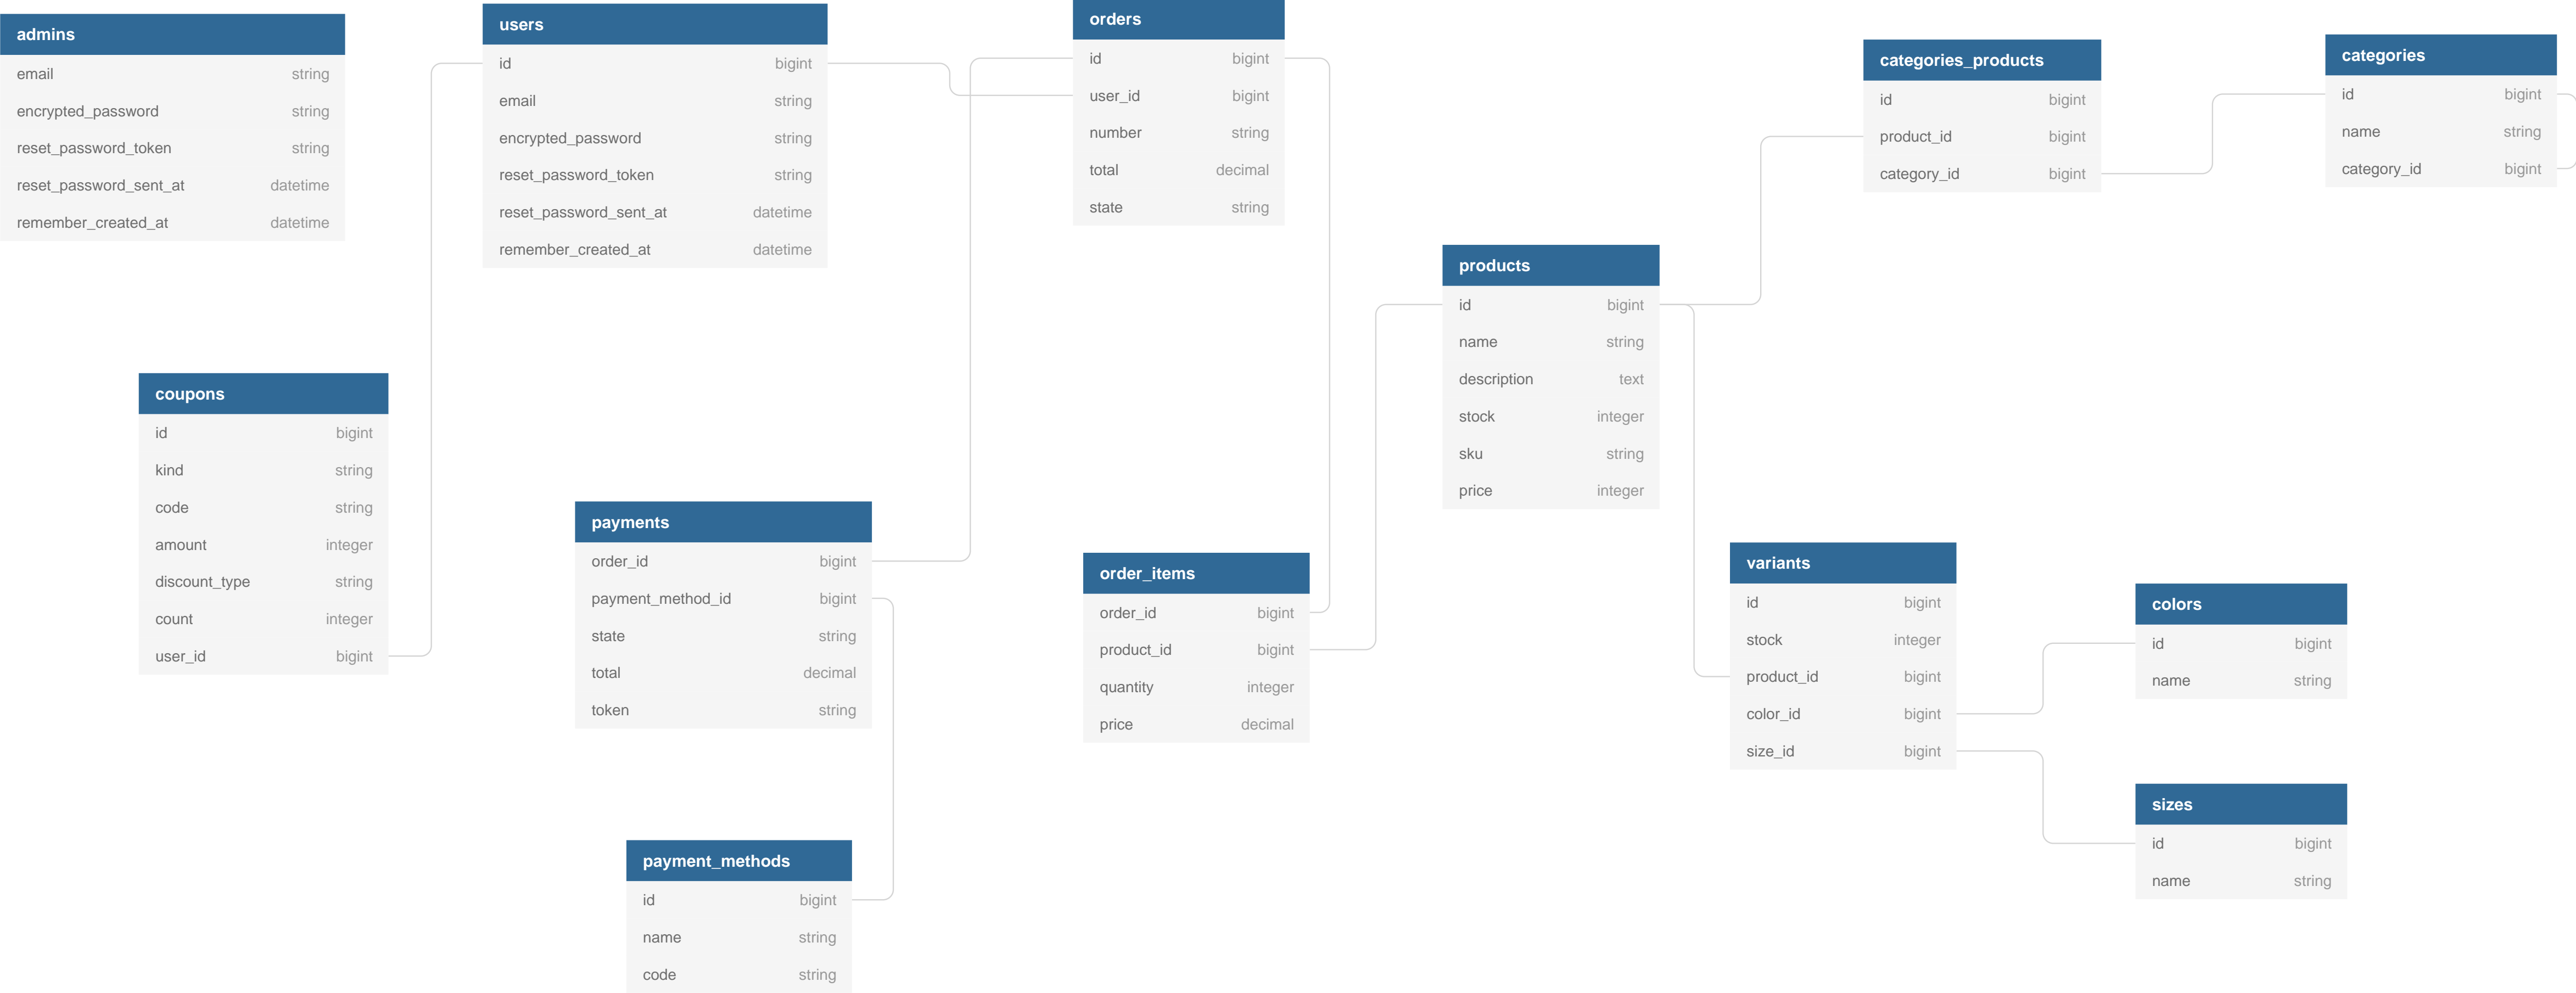 admins
email string
encrypted_password string
reset_password_token string
reset_password_sent_at datetime
remember_created_at datetime
users
id bigint
email string
encrypted_password string
reset_password_token string
reset_password_sent_at datetime
remember_created_at datetime
orders
id bigint
user_id bigint
number string
total decimal
state string
categories_products
id bigint
product_id bigint
category_id bigint
categories
id bigint
name string
category_id bigint
products
id bigint
name string
description text
stock integer
sku string
price integer
coupons
id bigint
kind string
code string
amount integer
discount_type string
count integer
user_id bigint
payments
order_id bigint
payment_method_id bigint
state string
total decimal
token string
order_items
order_id bigint
product_id bigint
quantity integer
price decimal
variants
id bigint
stock integer
product_id bigint
color_id bigint
size_id bigint
colors
id bigint
name string
sizes
id bigint
name string
payment_methods
id bigint
name string
code string